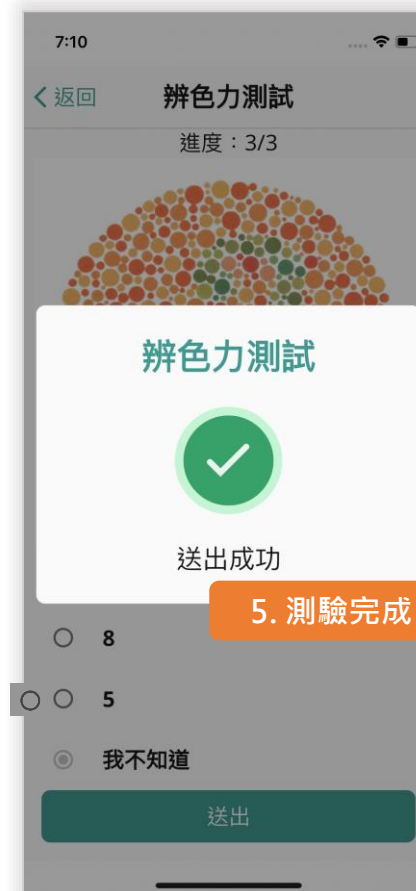 7:10
返回 辨色力測試
進度：3/3
辨色力測試
送出成功
5. 測驗完成
8
5
我不知道
送出